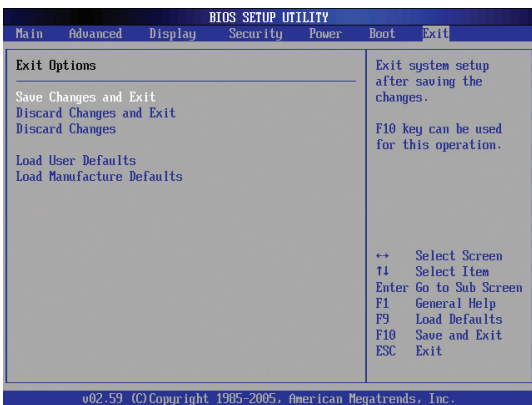 BIOS SETUP UTILITY
Main Advanced Display Security Power Boot Exit
Exit Options
Save Changes and Exit
Discard Changes and Exit
Discard Changes
Load User Defaults
Load Manufacture Defaults
Exit system setup
after saving the
changes.
F10 key can be used
for this operation.
↔ Select Screen
↑↓ Select Item
Enter Go to Sub Screen
F1 General Help
F9 Load Defaults
F10 Save and Exit
ESC Exit
v02.59 (C)Copyright 1985-2005, American Megatrends, Inc.